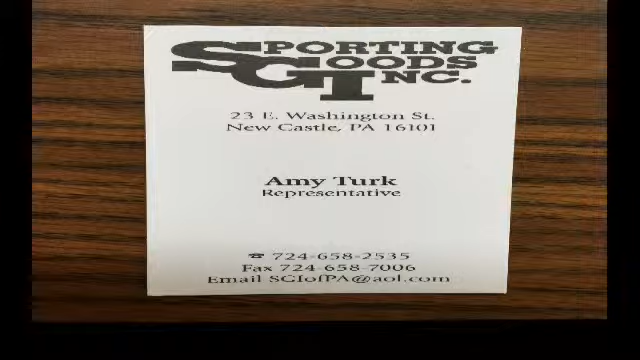 SPORTING
GOODS
INC.
23 E. Washington St.
New Castle, PA 16101
Amy Turk
Representative
☎ 724-658-2535
Fax 724-658-7006
Email SGIofPA@aol.com